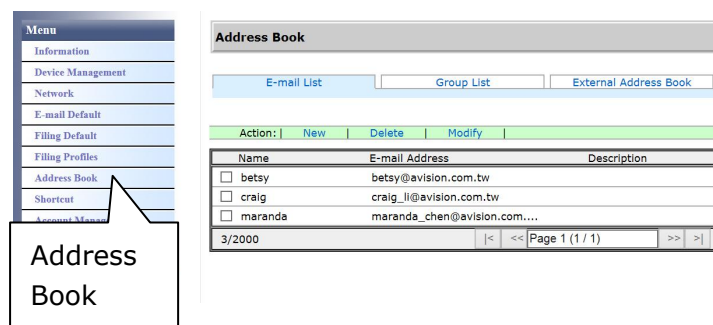 Menu
Information
Device Management
Network
E-mail Default
Filing Default
Filing Profiles
Address Book
Shortcut
Address
Book
Address Book
E-mail List Group List External Address Book
Action: | New | Delete | Modify |
Name E-mail Address Description
betsy betsy@avision.com.tw
craig craig_li@avision.com.tw
maranda maranda_chen@avision.com....
3/2000 |< << Page 1 (1 / 1) >> >|